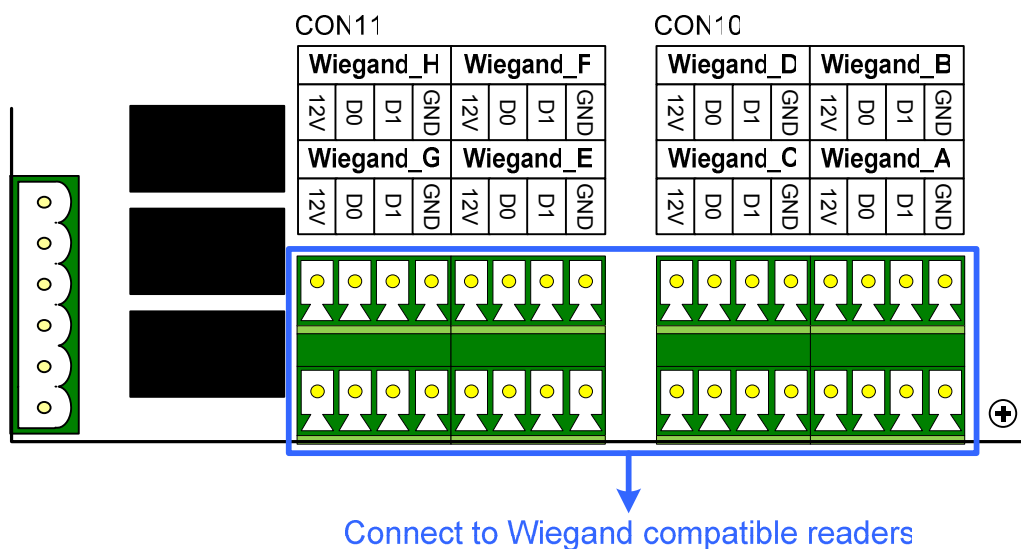 CON11 CON10
Wiegand_H Wiegand_F Wiegand_D Wiegand_B
12V D0 D1 GND 12V D0 D1 GND 12V D0 D1 GND 12V D0 D1 GND
Wiegand_G Wiegand_E Wiegand_C Wiegand_A
12V D0 D1 GND 12V D0 D1 GND 12V D0 D1 GND 12V D0 D1 GND
Connect to Wiegand compatible readers